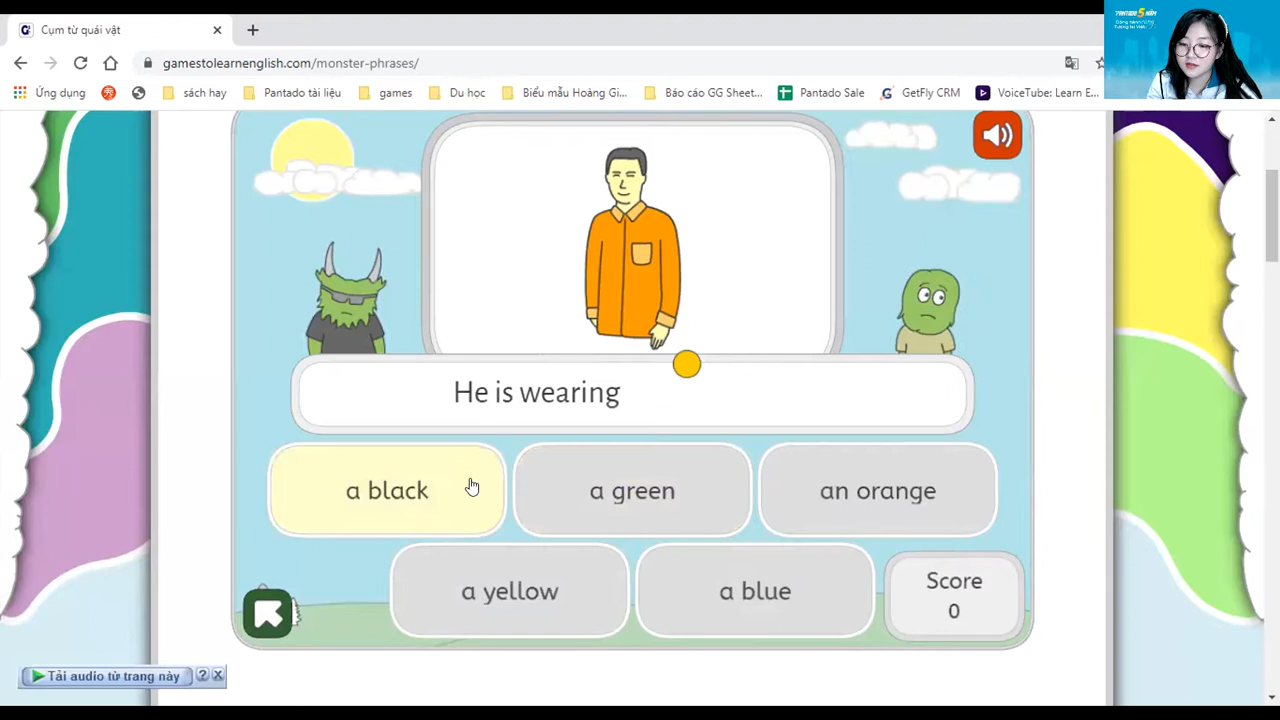 Cụm từ quái vật
gamestolearnenglish.com/monster-phrases/
Ứng dụng
sách hay
Pantado tài liệu
games
Du học
Biểu mẫu Hoàng Gi...
Báo cáo GG Sheet...
Pantado Sale
GetFly CRM
VoiceTube: Learn E...
He is wearing
a black
a green
an orange
a yellow
a blue
Score
0
Tải audio từ trang này